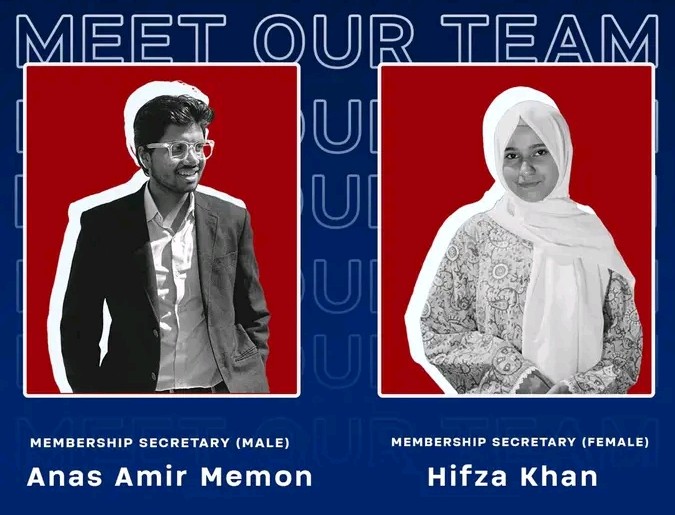 MEET OUR TEAM
MEMBERSHIP SECRETARY (MALE)
Anas Amir Memon
MEMBERSHIP SECRETARY (FEMALE)
Hifza Khan